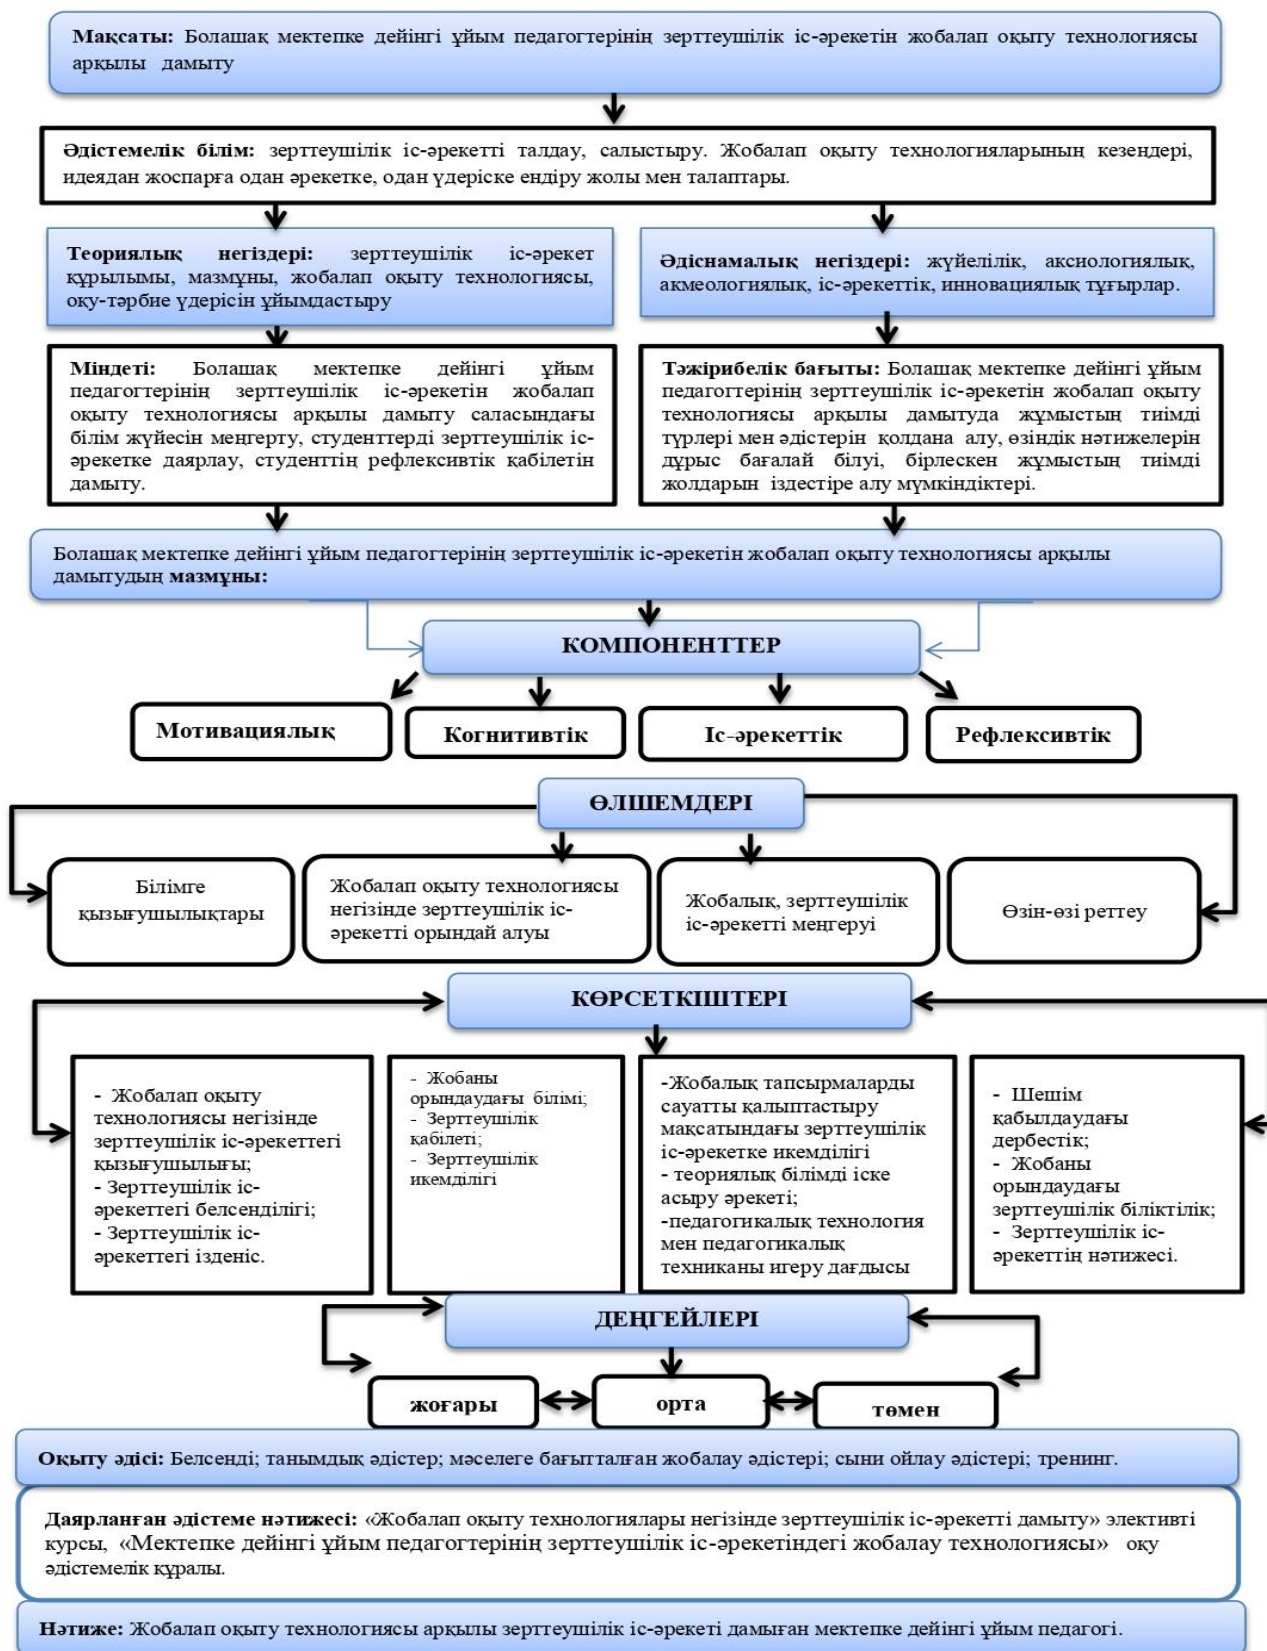 Мақсаты: Болашақ мектепке дейінгі ұйым педагогтерінің зерттеушілік іс-әрекетін жобалап оқыту технологиясы
арқылы дамыту
Әдістемелік білім: зерттеушілік іс-әрекетті талдау, салыстыру. Жобалап оқыту технологияларының кезеңдері,
идеядан жоспарға одан әрекетке, одан үдеріске ендіру жолы мен талаптары.
Теориялық негіздері: зерттеушілік іс-әрекет
құрылымы, мазмұны, жобалап оқыту технологиясы,
оқу-тәрбие үдерісін ұйымдастыру
Әдіснамалық негіздері: жүйелілік, аксиологиялық,
акмеологиялық, іс-әрекеттік, инновациялық тұғырлар.
Міндеті: Болашақ мектепке дейінгі ұйым
педагогтерінің зерттеушілік іс-әрекетін жобалап
оқыту технологиясы арқылы дамыту саласындағы
білім жүйесін меңгерту, студенттерді зерттеушілік іс-
әрекетке даярлау, студенттің рефлексивтік қабілетін
дамыту.
Тәжірибелік бағыты: Болашақ мектепке дейінгі ұйым
педагогтерінің зерттеушілік іс-әрекетін жобалап оқыту
технологиясы арқылы дамытуда жұмыстың тиімді
түрлері мен әдістерін қолдана алу, өзіндік нәтижелерін
дұрыс бағалай білуі, бірлескен жұмыстың тиімді
жолдарын іздестіре алу мүмкіндіктері.
Болашақ мектепке дейінгі ұйым педагогтерінің зерттеушілік іс-әрекетін жобалап оқыту технологиясы арқылы
дамытудың мазмұны:
КОМПОНЕНТТЕР
Мотивациялық
Когнитивтік
Іс-әрекеттік
Рефлексивтік
ӨЛШЕМДЕРІ
Білімге
қызығушылықтары
Жобалап оқыту технологиясы
негізінде зерттеушілік іс-
әрекетті орындай алуы
Жобалық, зерттеушілік
іс-әрекетті меңгеруі
Өзін-өзі реттеу
КӨРСЕТКІШТЕРІ
- Жобалап оқыту
технологиясы негізінде
зерттеушілік іс-әрекеттегі
қызығушылығы;
- Зерттеушілік іс-
әрекеттегі белсенділігі;
- Зерттеушілік іс-
әрекеттегі ізденіс.
- Жобаны
орындаудағы білімі;
- Зерттеушілік
қабілеті;
- Зерттеушілік
икемділігі
-Жобалық тапсырмаларды
сауатты қалыптастыру
мақсатындағы зерттеушілік
іс-әрекетке икемділігі
- теориялық білімді іске
асыру әрекеті;
-педагогикалық технология
мен педагогикалық
техниканы игеру дағдысы
- Шешім
қабылдаудағы
дербестік;
- Жобаны
орындаудағы
зерттеушілік біліктілік;
- Зерттеушілік іс-
әрекеттің нәтижесі.
ДЕҢГЕЙЛЕРІ
жоғары
орта
төмен
Оқыту әдісі: Белсенді; танымдық әдістер; мәселеге бағытталған жобалау әдістері; сыни ойлау әдістері; тренинг.
Даярланған әдістеме нәтижесі: «Жобалап оқыту технологиялары негізінде зерттеушілік іс-әрекетті дамыту» элективті
курсы, «Мектепке дейінгі ұйым педагогтерінің зерттеушілік іс-әрекетіндегі жобалау технологиясы» оқу
әдістемелік құралы.
Нәтиже: Жобалап оқыту технологиясы арқылы зерттеушілік іс-әрекеті дамыған мектепке дейінгі ұйым педагогі.